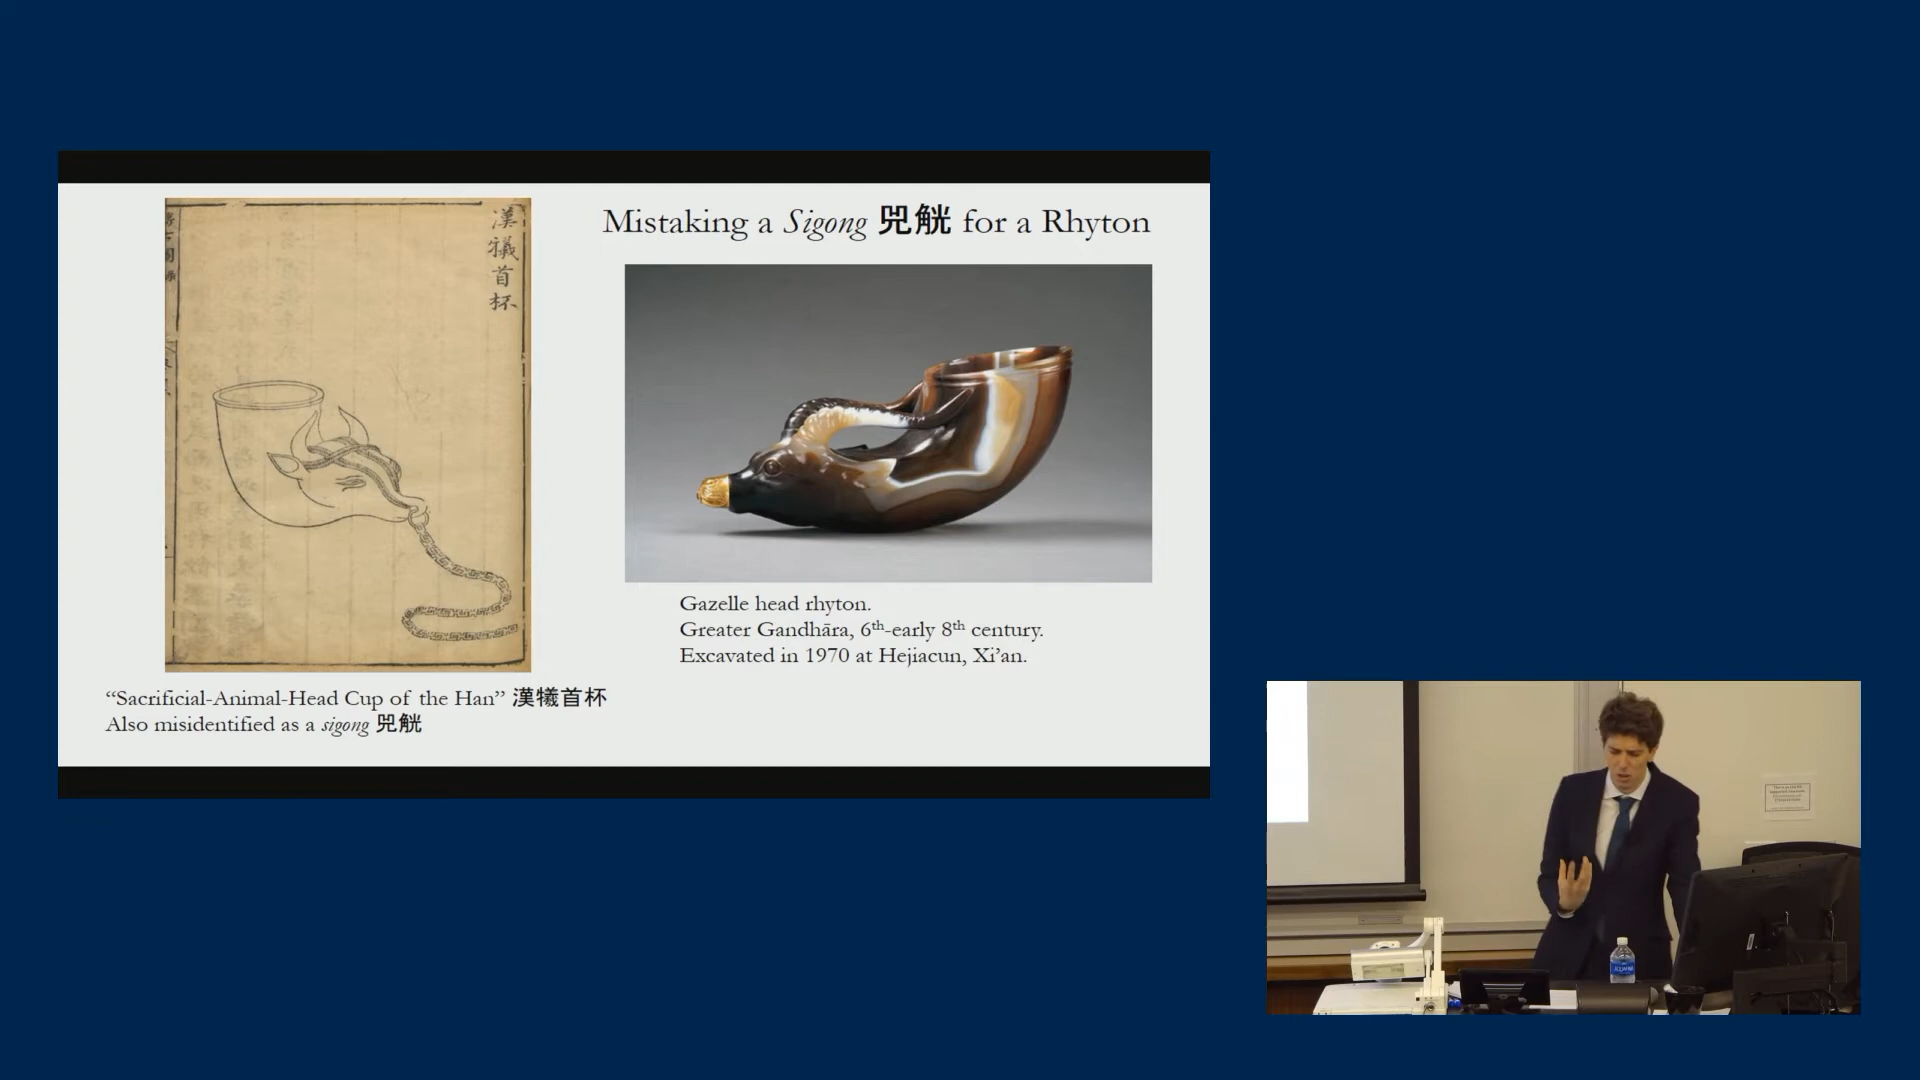 Mistaking a Sigong 兕觥 for a Rhyton
漢
犧
首
杯
Gazelle head rhyton.
Greater Gandhāra, 6th-early 8th century.
Excavated in 1970 at Hejiacun, Xi’an.
“Sacrificial-Animal-Head Cup of the Han” 漢犧首杯
Also misidentified as a sigong 兕觥